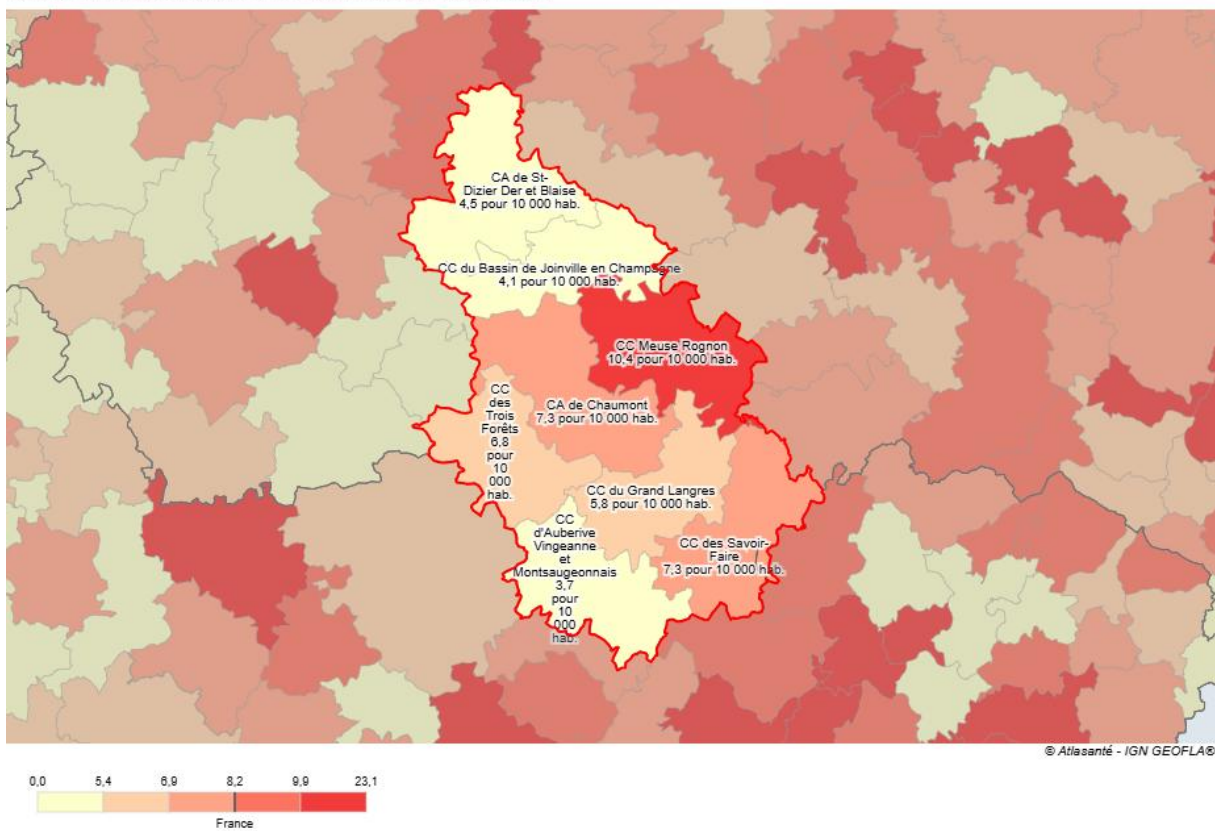 CA de St-
Dizier Der et Blaise
4,5 pour 10 000 hab.
CC du Bassin de Joinville en Champagne
4,1 pour 10 000 hab.
CC Meuse Rognon
10,4 pour 10 000 hab.
CC
des
Trois
Forêts
6,8
pour
10
000
hab.
CA de Chaumont
7,3 pour 10 000 hab.
CC du Grand Langres
5,8 pour 10 000 hab.
CC
d'Auberive
Vingeanne
et
Montsaugeonnais
3,7
pour
10
000
hab.
CC des Savoir-
Faire
7,3 pour 10 000 hab.
© Atlasanté - IGN GEOFLA®
0,0 5,4 6,9 8,2 9,9 23,1
France